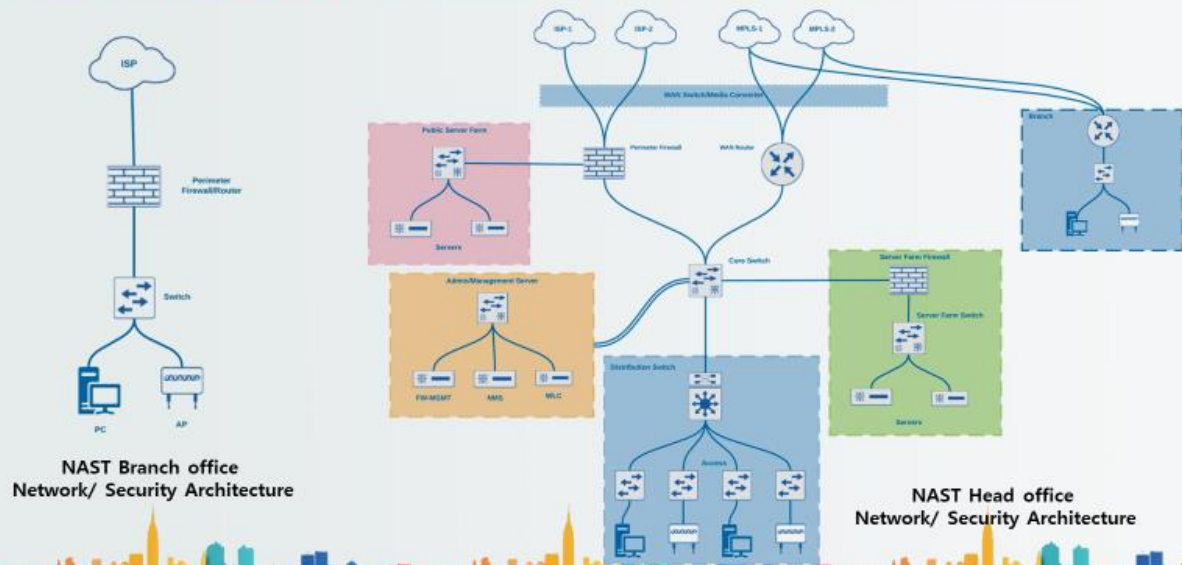 ISP
Perimeter
Firewall/Router
Switch
PC
AP
NAST Branch office
Network/ Security Architecture
ISP-1
ISP-2
MPLS-1
MPLS-2
WAN Switch/Media Converter
Public Server Farm
Servers
Perimeter Firewall
WAN Router
Branch
Core Switch
Admin/Management Server
FW-MGMT
NMS
WLC
Server Farm Firewall
Server Farm Switch
Servers
Distribution Switch
Access
NAST Head office
Network/ Security Architecture